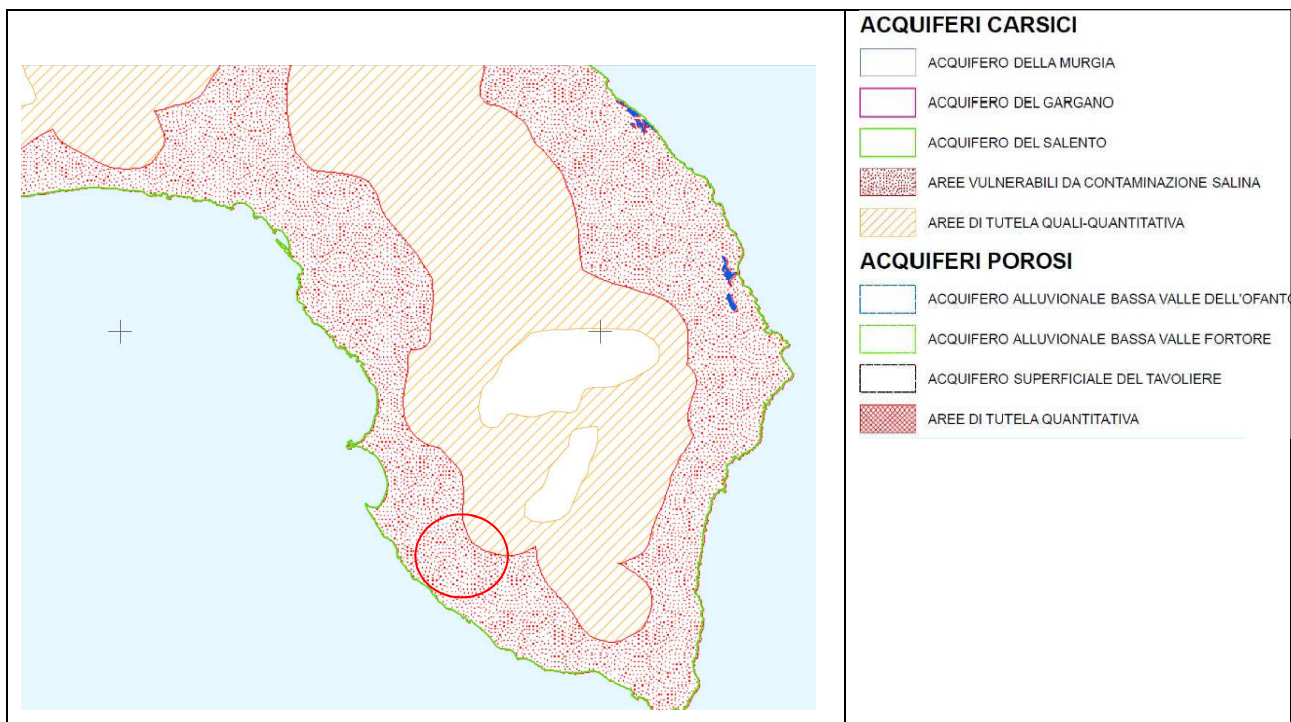 ACQUIFERI CARSICI
ACQUIFERO DELLA MURGIA
ACQUIFERO DEL GARGANO
ACQUIFERO DEL SALENTO
AREE VULNERABILI DA CONTAMINAZIONE SALINA
AREE DI TUTELA QUALI-QUANTITATIVA
ACQUIFERI POROSI
ACQUIFERO ALLUVIONALE BASSA VALLE DELL'OFANTO
ACQUIFERO ALLUVIONALE BASSA VALLE FORTORE
ACQUIFERO SUPERFICIALE DEL TAVOLIERE
AREE DI TUTELA QUANTITATIVA